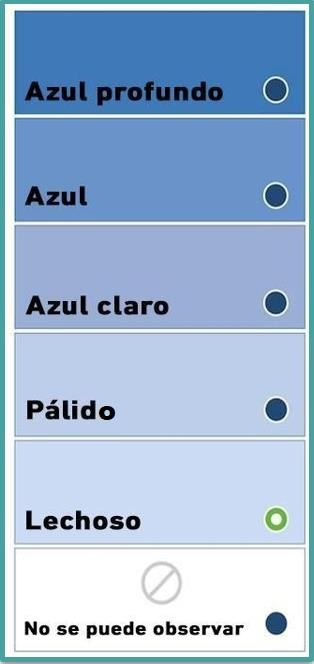 Azul profundo
Azul
Azul claro
Pálido
Lechoso
No se puede observar